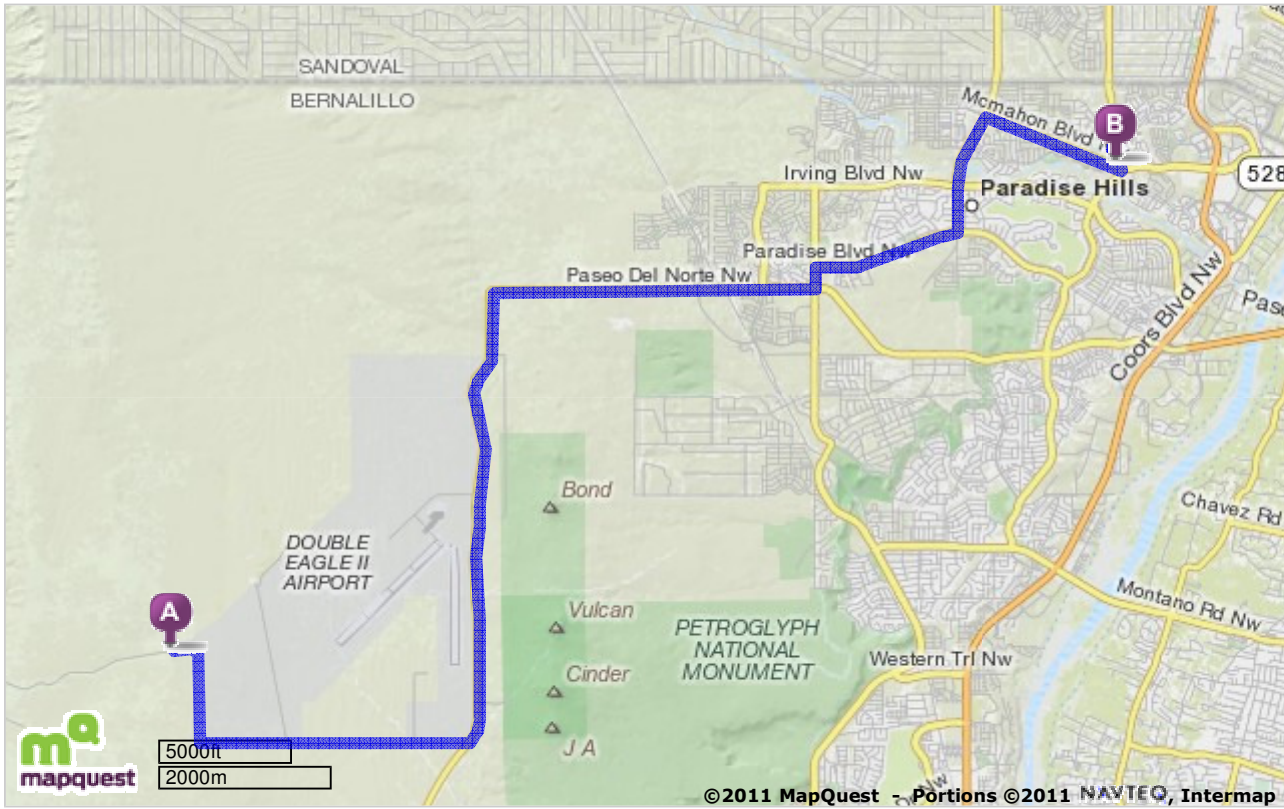 SANDOVAL
BERNALILLO
Mcmahon Blvd
B
Irving Blvd Nw
Paradise Hills
528
Paradise Blvd Nw
Paseo Del Norte Nw
Coors Blvd Nw
Bond
Chavez Rd
DOUBLE
EAGLE II
AIRPORT
Montano Rd Nw
A
Vulcan
PETROGLYPH
NATIONAL
MONUMENT
Western Trl Nw
Cinder
J A
mq
mapquest
5000ft
2000m
©2011 MapQuest - Portions ©2011 NAVTEQ, Intermap